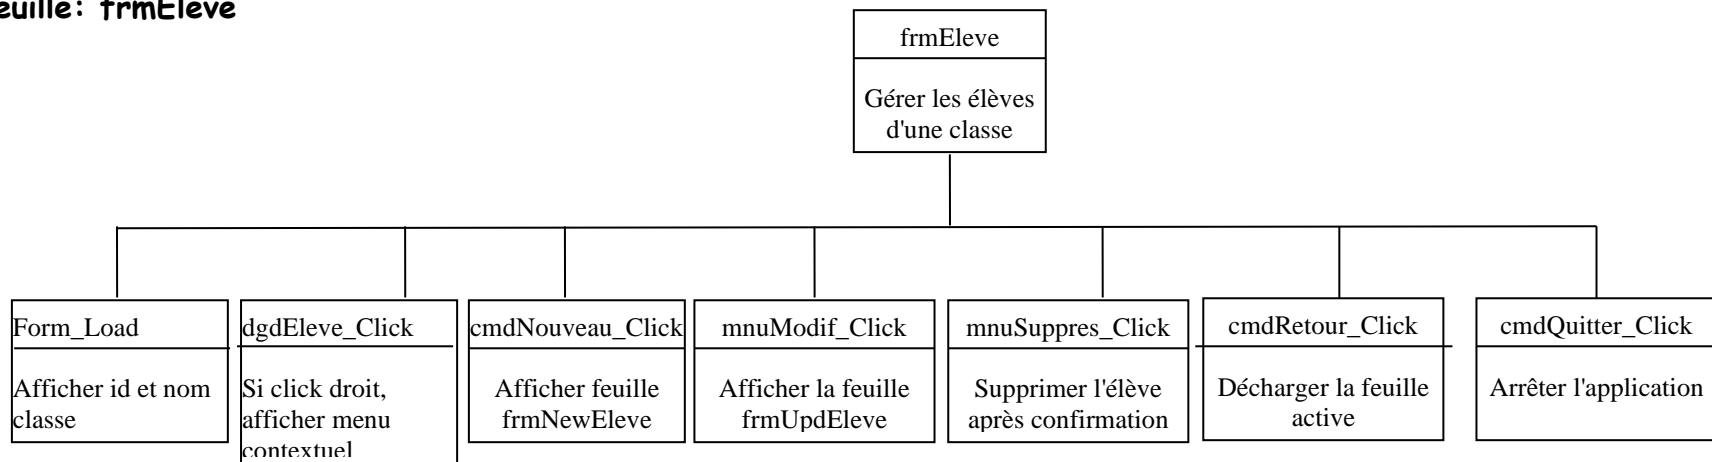 euille: frmEleve
frmEleve
Gérer les élèves
d'une classe
Form_Load
Afficher id et nom
classe
dgdEleve_Click
Si click droit,
afficher menu
contextuel
cmdNouveau_Click
Afficher feuille
frmNewEleve
mnuModif_Click
Afficher la feuille
frmUpdEleve
mnuSuppres_Click
Supprimer l'élève
après confirmation
cmdRetour_Click
Décharger la feuille
active
cmdQuitter_Click
Arrêter l'application